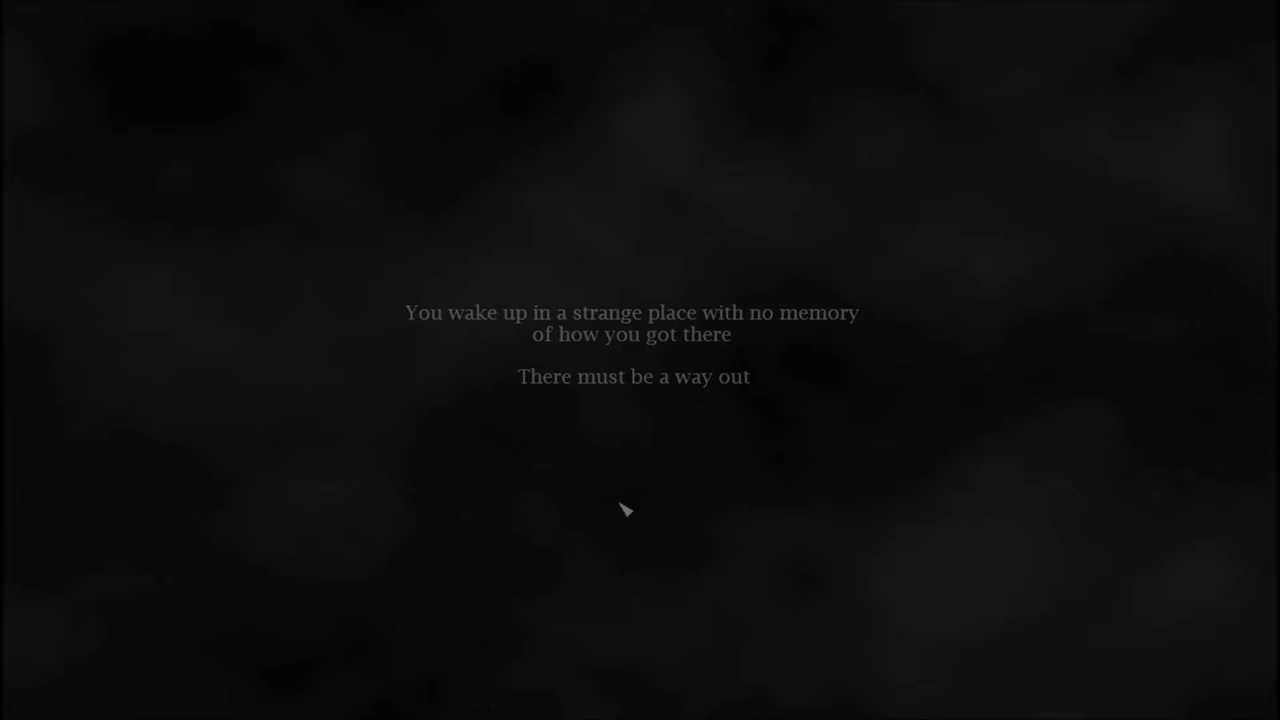 You wake up in a strange place with no memory
of how you got there
There must be a way out